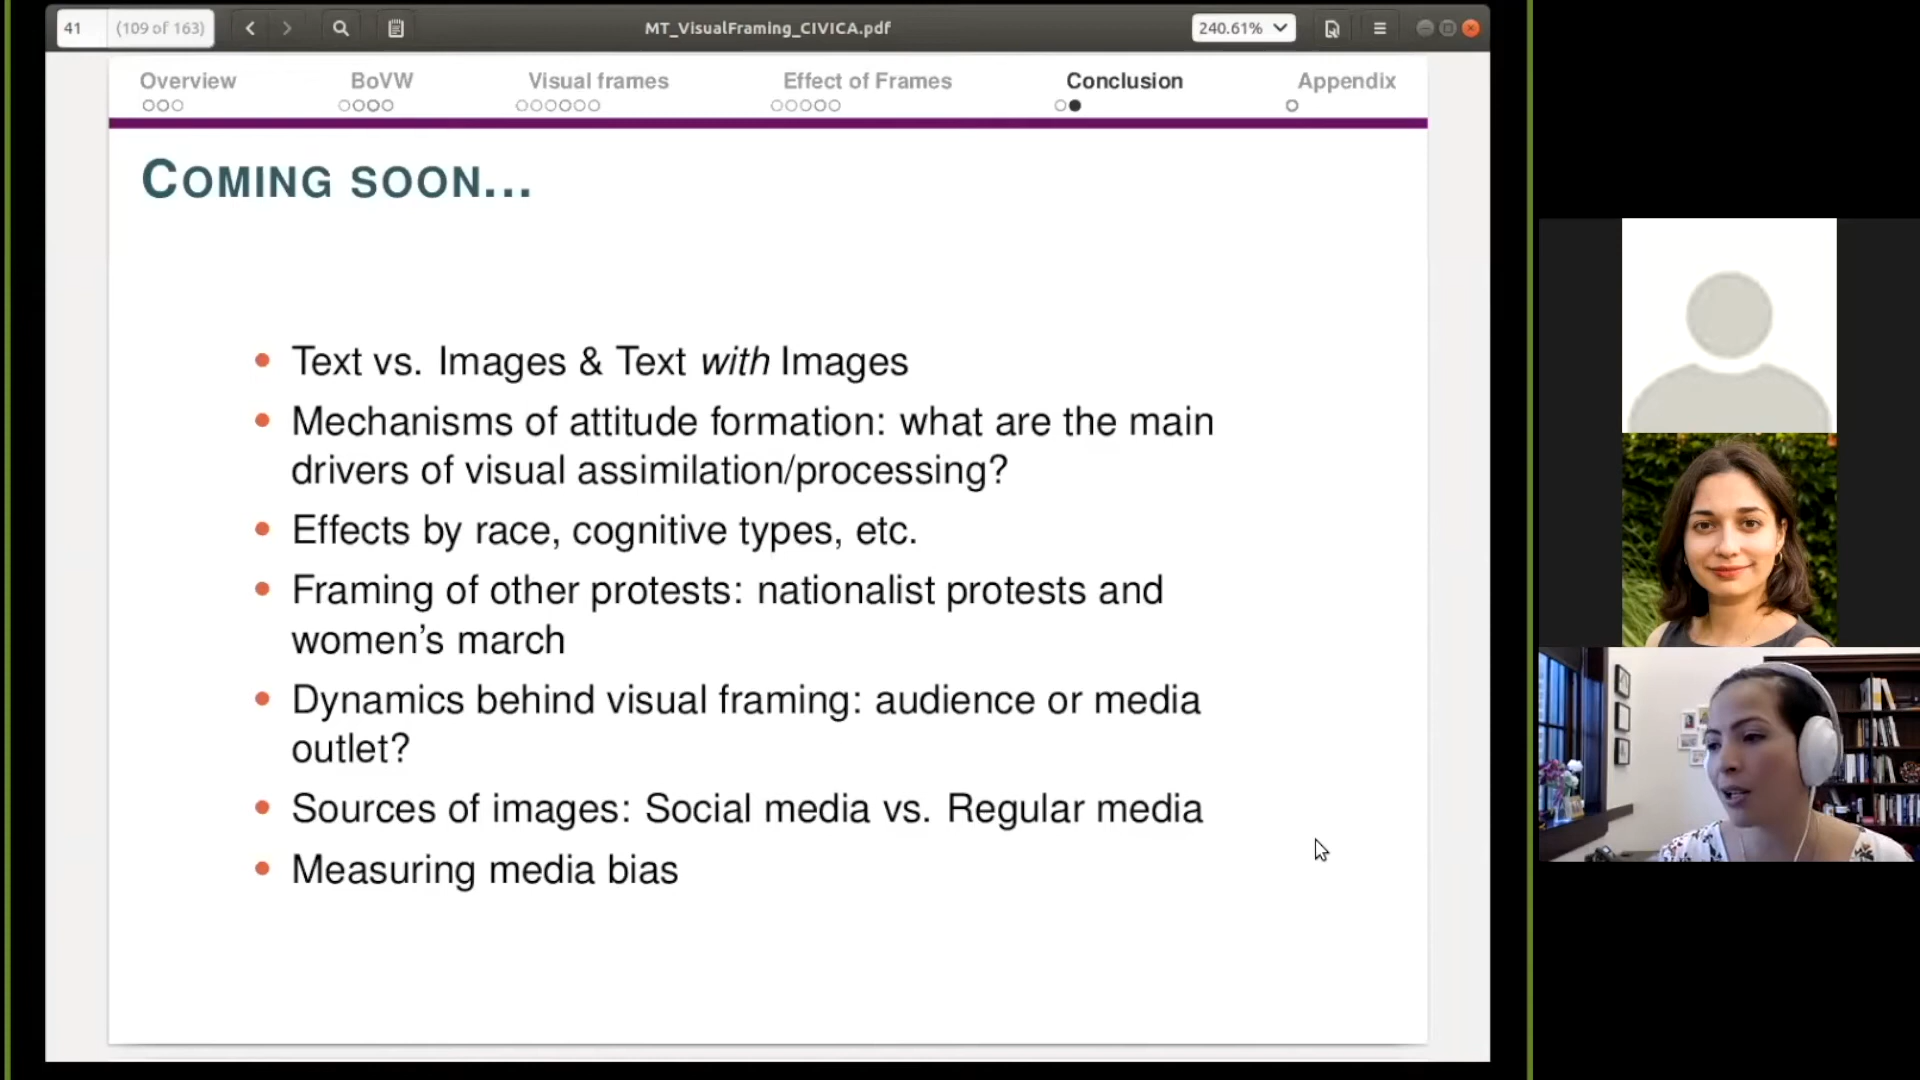 41 (109 of 163) MT_VisualFraming_CIVICA.pdf 240.61%
Overview BoVW Visual frames Effect of Frames Conclusion Appendix
COMING SOON...
• Text vs. Images & Text with Images
• Mechanisms of attitude formation: what are the main
drivers of visual assimilation/processing?
• Effects by race, cognitive types, etc.
• Framing of other protests: nationalist protests and
women's march
• Dynamics behind visual framing: audience or media
outlet?
• Sources of images: Social media vs. Regular media
• Measuring media bias